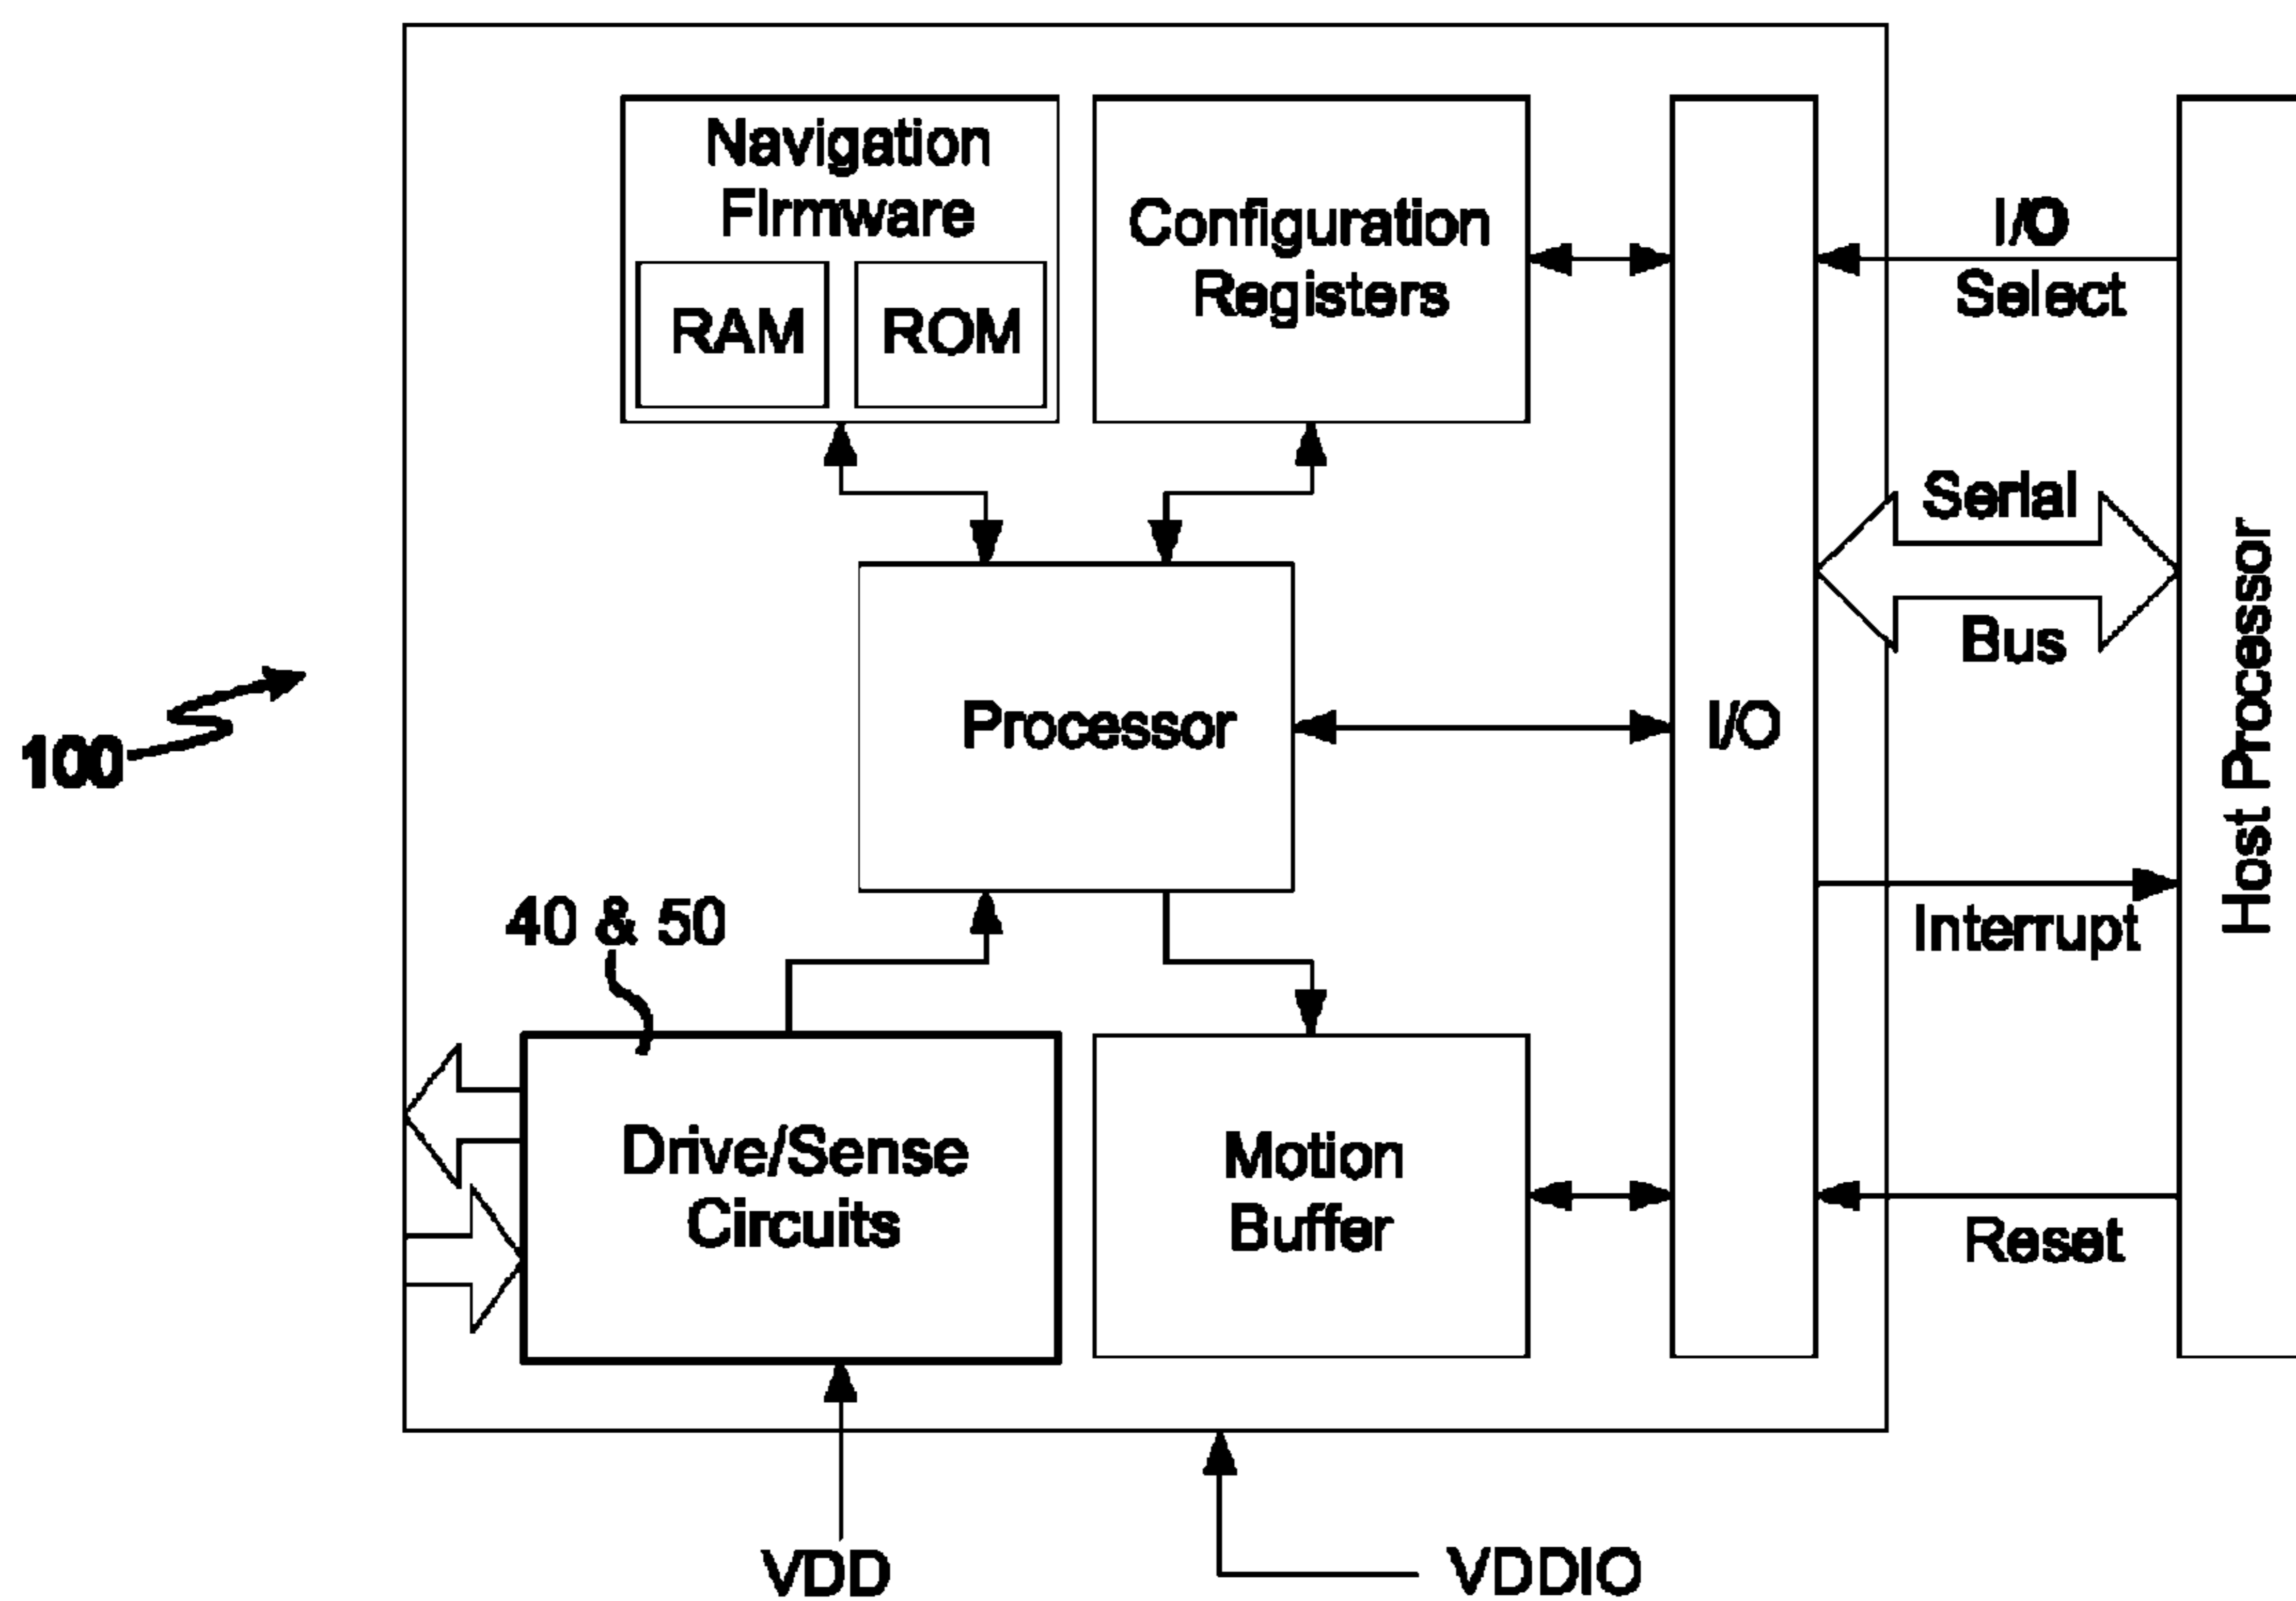 Navigation
Firmware
RAM
ROM
Configuration
Registers
I/O
Select
Serial
Bus
Processor
I/O
Host Processor
100
40 & 50
Interrupt
Drive/Sense
Circuits
Motion
Buffer
Reset
VDD
VDDIO